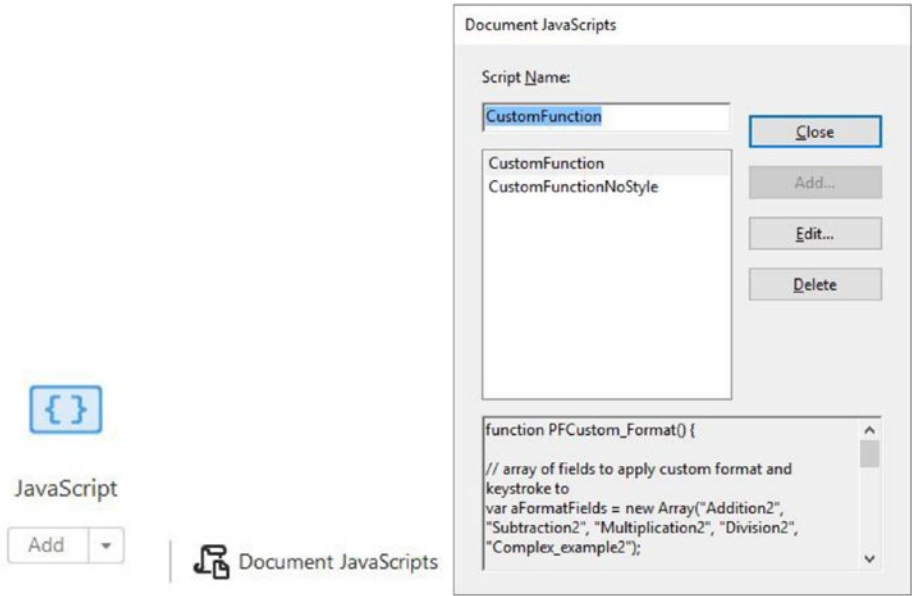 Document JavaScripts
Script Name:
CustomFunction
Close
CustomFunction
CustomFunctionNoStyle
Add...
Edit...
Delete
function PFCustom_Format() {
// array of fields to apply custom format and
keystroke to
var aFormatFields = new Array("Addition2",
"Subtraction2", "Multiplication2", "Division2",
"Complex_example2");
{ }
JavaScript
Add
Document JavaScripts